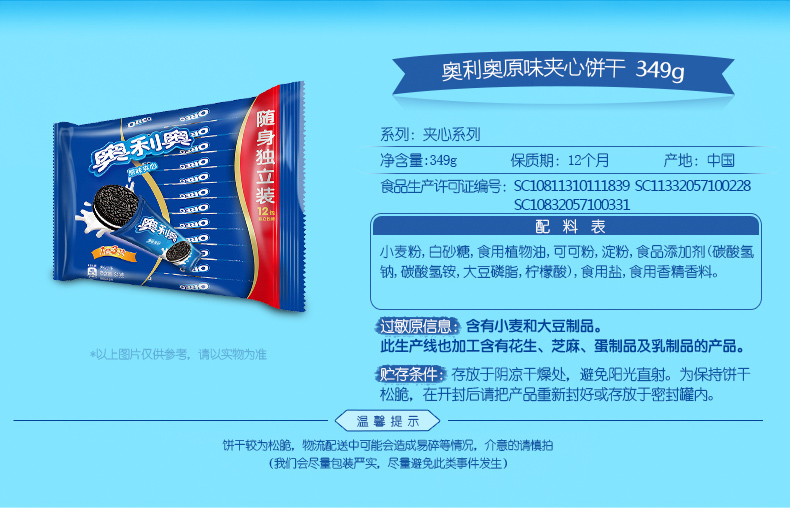 奥利奥原味夹心饼干 349g
系列：夹心系列
净含量:349g 保质期：12个月 产地：中国
食品生产许可证编号：SC10811310111839 SC11332057100228
SC10832057100331
配料表
小麦粉, 白砂糖, 食用植物油, 可可粉, 淀粉, 食品添加剂(碳酸氢
钠, 碳酸氢铵, 大豆磷脂, 柠檬酸), 食用盐, 食用香精香料。
过敏原信息：含有小麦和大豆制品。
此生产线也加工含有花生、芝麻、蛋制品及乳制品的产品。
贮存条件：存放于阴凉干燥处，避免阳光直射。为保持饼干
松脆，在开封后请把产品重新封好或存放于密封罐内。
OREO
奥利奥
原味夹心
随身独立装
12包
奥利奥
*以上图片仅供参考，请以实物为准
温馨提示
饼干较为松脆，物流配送中可能会造成易碎等情况，介意的请慎拍
(我们会尽量包装严实，尽量避免此类事件发生)